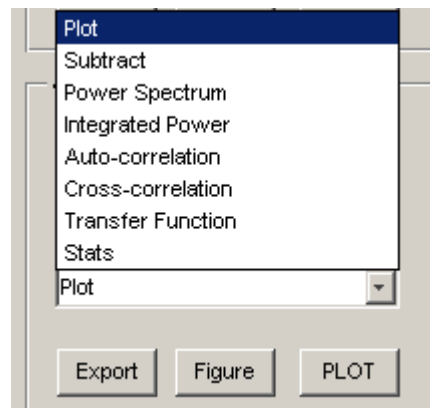 Plot
Subtract
Power Spectrum
Integrated Power
Auto-correlation
Cross-correlation
Transfer Function
Stats
Plot
Export Figure PLOT